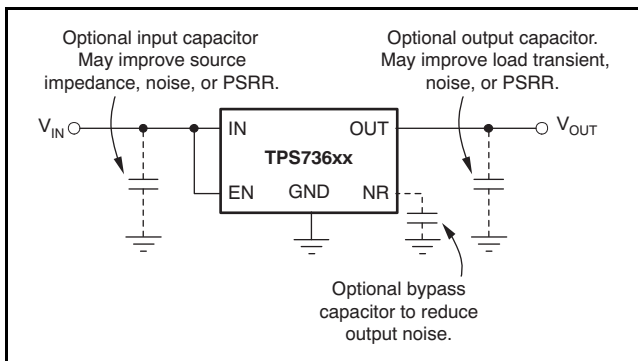 Optional input capacitor
May improve source
impedance, noise, or PSRR.
Optional output capacitor.
May improve load transient,
noise, or PSRR.
VIN
IN
OUT
VOUT
TPS736xx
EN
GND
NR
Optional bypass
capacitor to reduce
output noise.